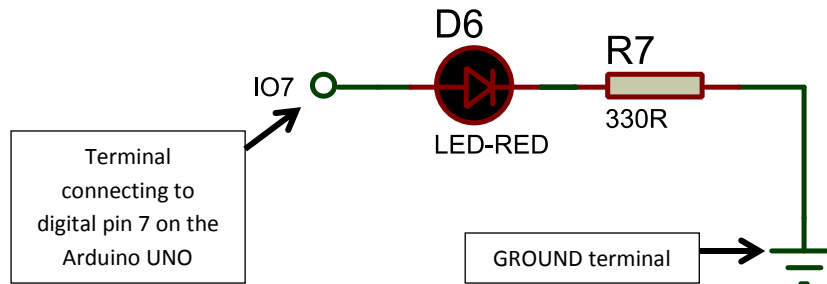 D6
R7
IO7
330R
LED-RED
Terminal
connecting to
digital pin 7 on the
Arduino UNO
GROUND terminal